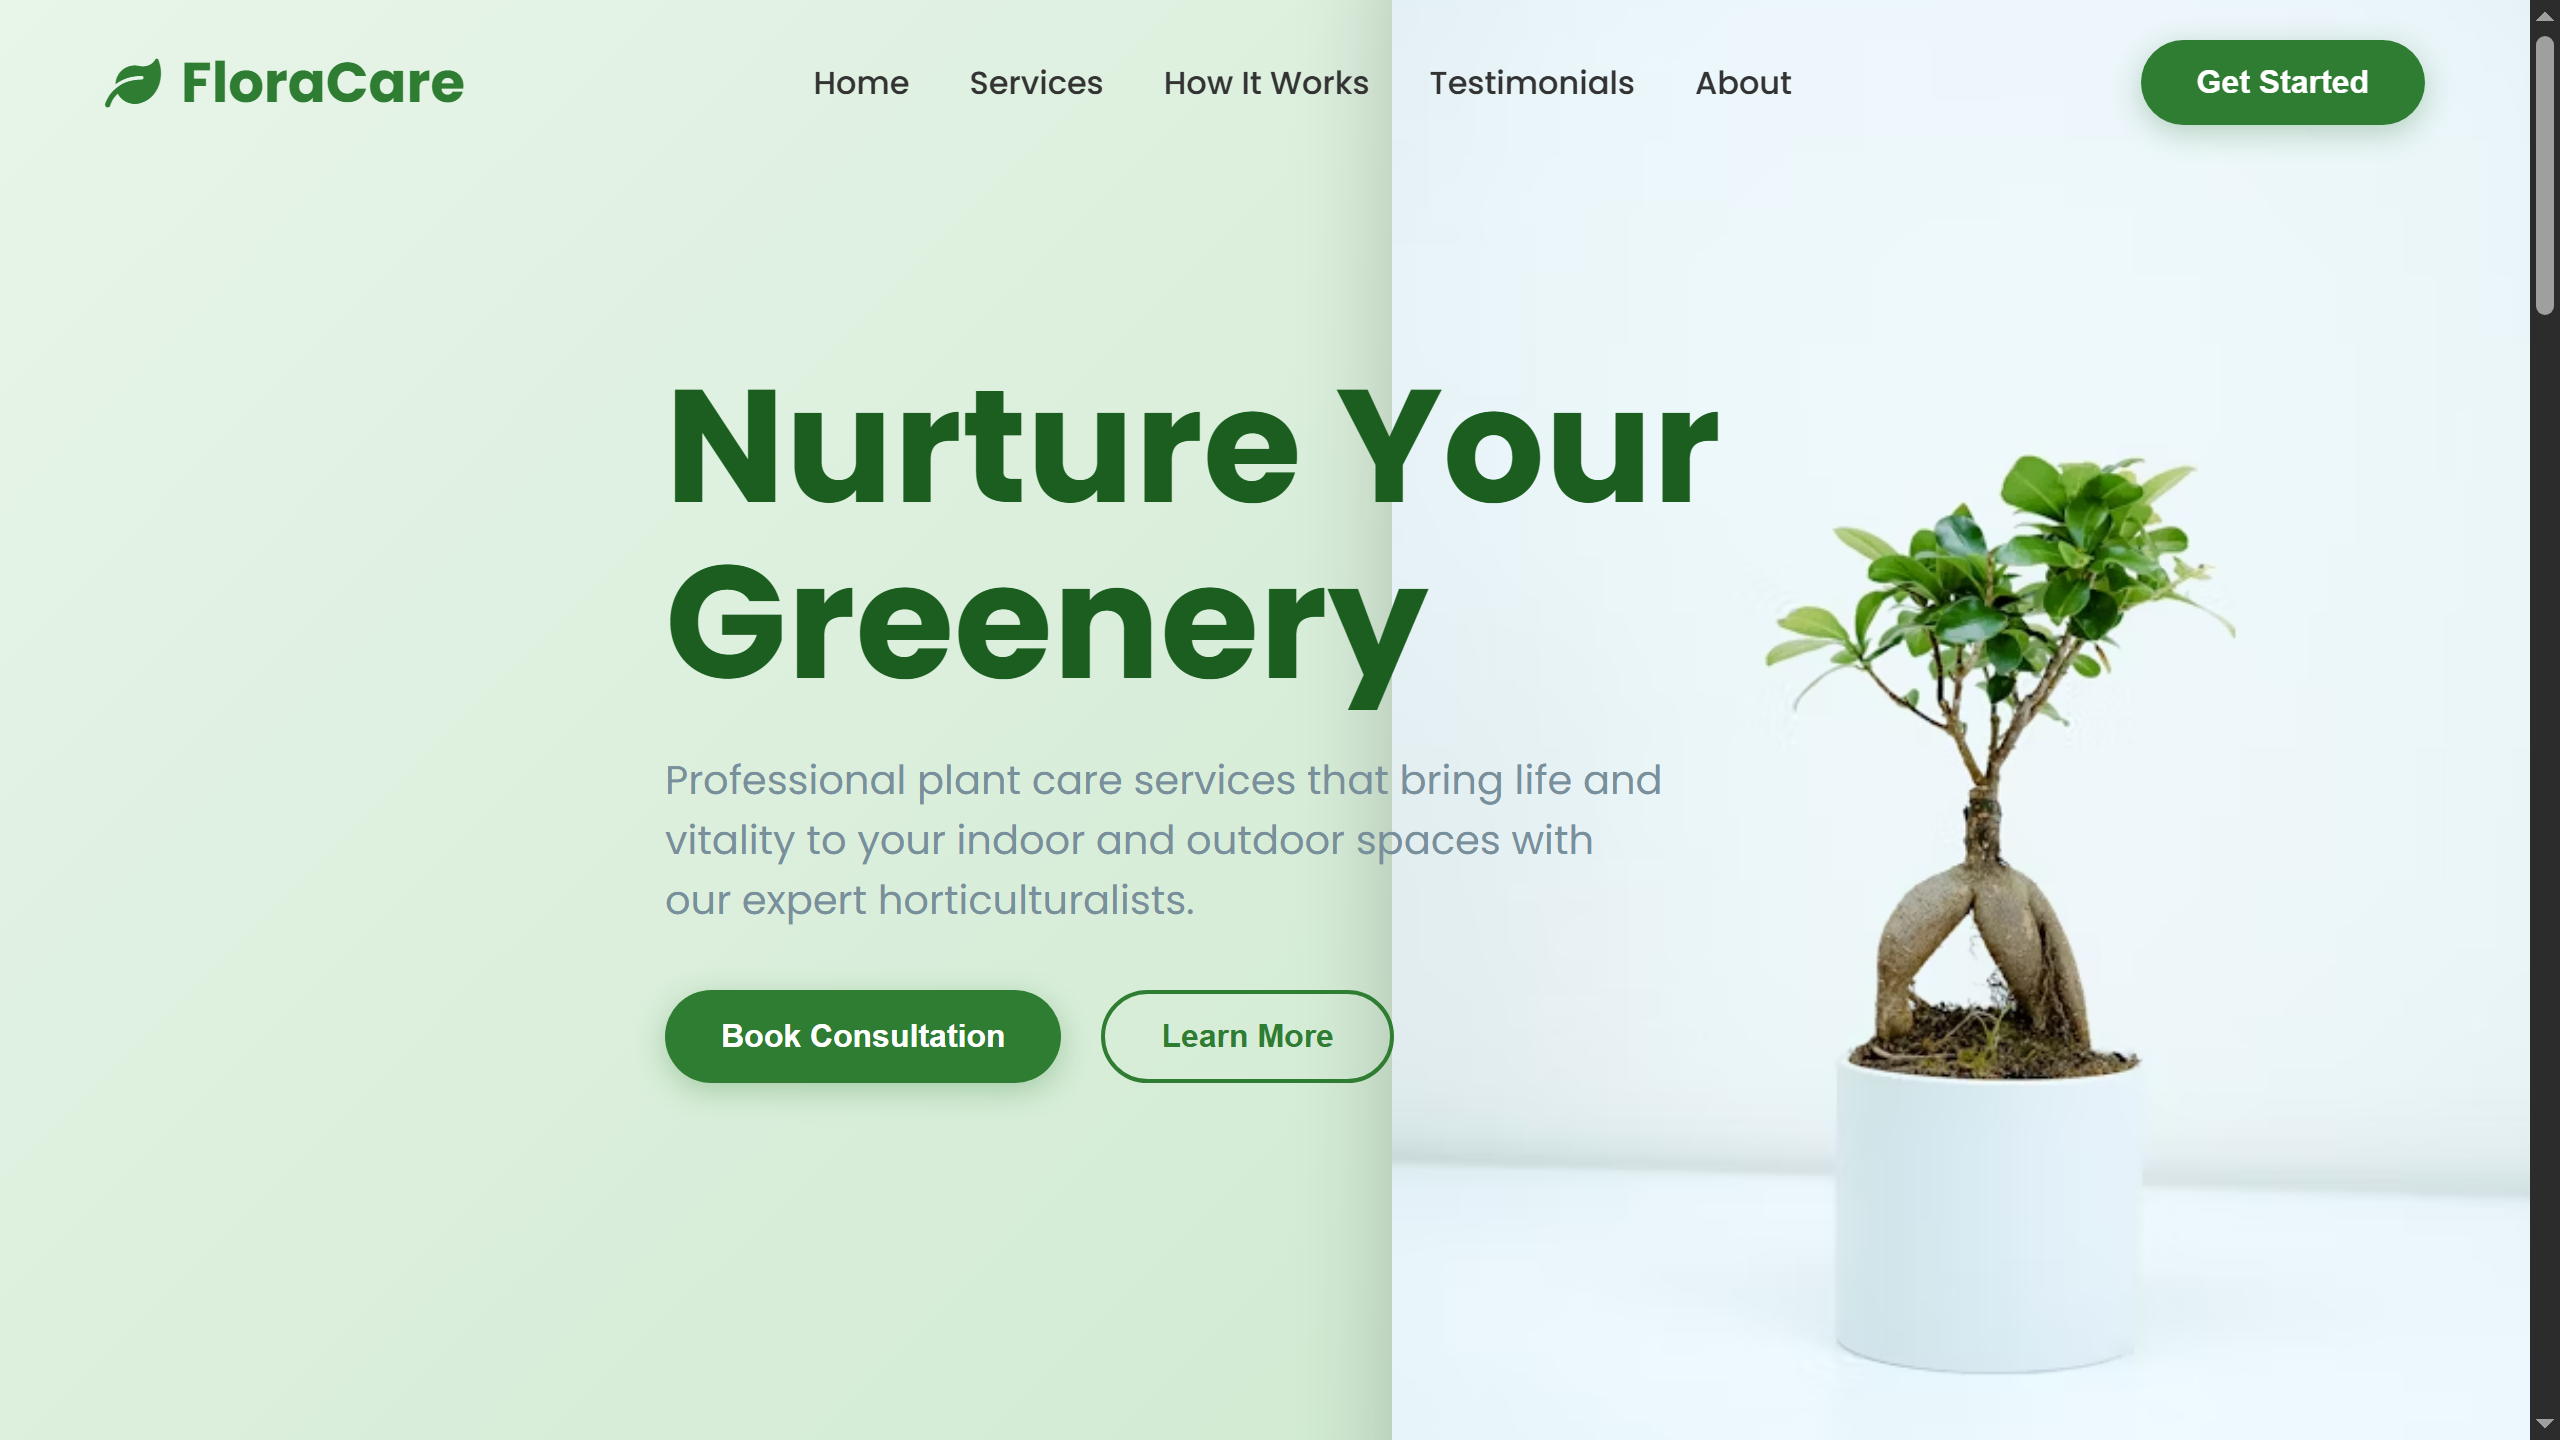 FloraCare
Home
Services
How It Works
Testimonials
About
Get Started
Nurture Your
Greenery
Professional plant care services that bring life and
vitality to your indoor and outdoor spaces with
our expert horticulturalists.
Book Consultation
Learn More